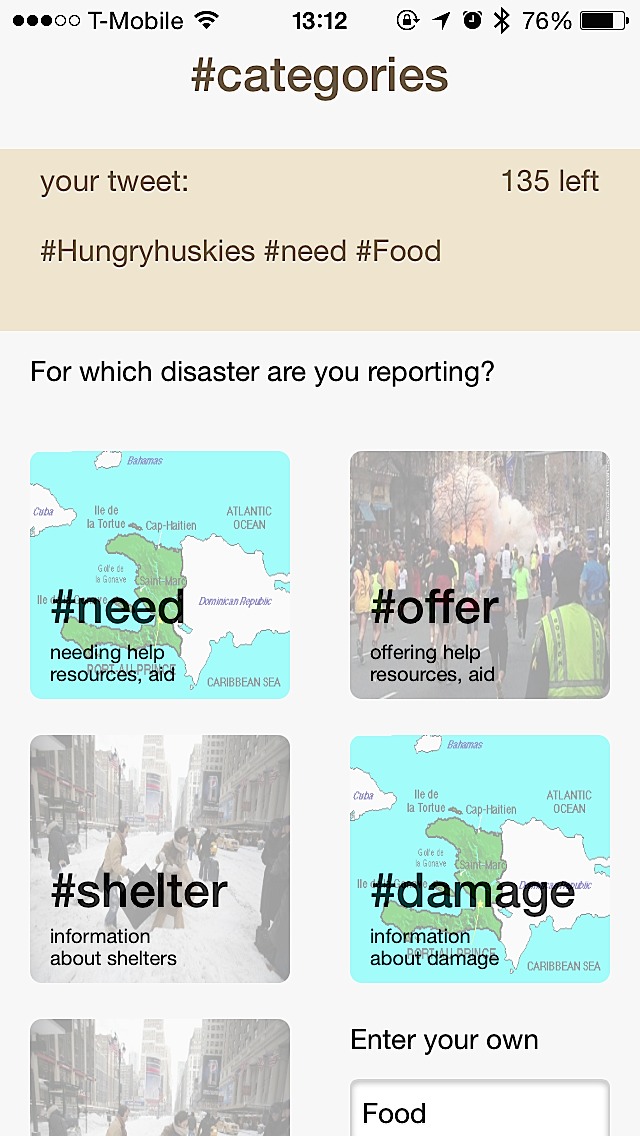 T-Mobile 13:12 76%
#categories
your tweet: 135 left
#Hungryhuskies #need #Food
For which disaster are you reporting?
Bahamas
Cuba
Ile de
la Tortue
Cap-Haitien
ATLANTIC
OCEAN
Golfe de
la Gonave
Saint-Marc
Ile de
Dominican Republic
#need
needing help
PORT-AU-PRINCE
resources, aid
CARIBBEAN SEA
#offer
offering help
resources, aid
#shelter
information
about shelters
Bahamas
Cuba
Ile de
la Tortue
Cap-Haitien
ATLANTIC
OCEAN
Golfe de
la Gonave
Saint-Marc
#damage
information
PORT-AU-PRINCE
about damage
CARIBBEAN SEA
Enter your own
Food